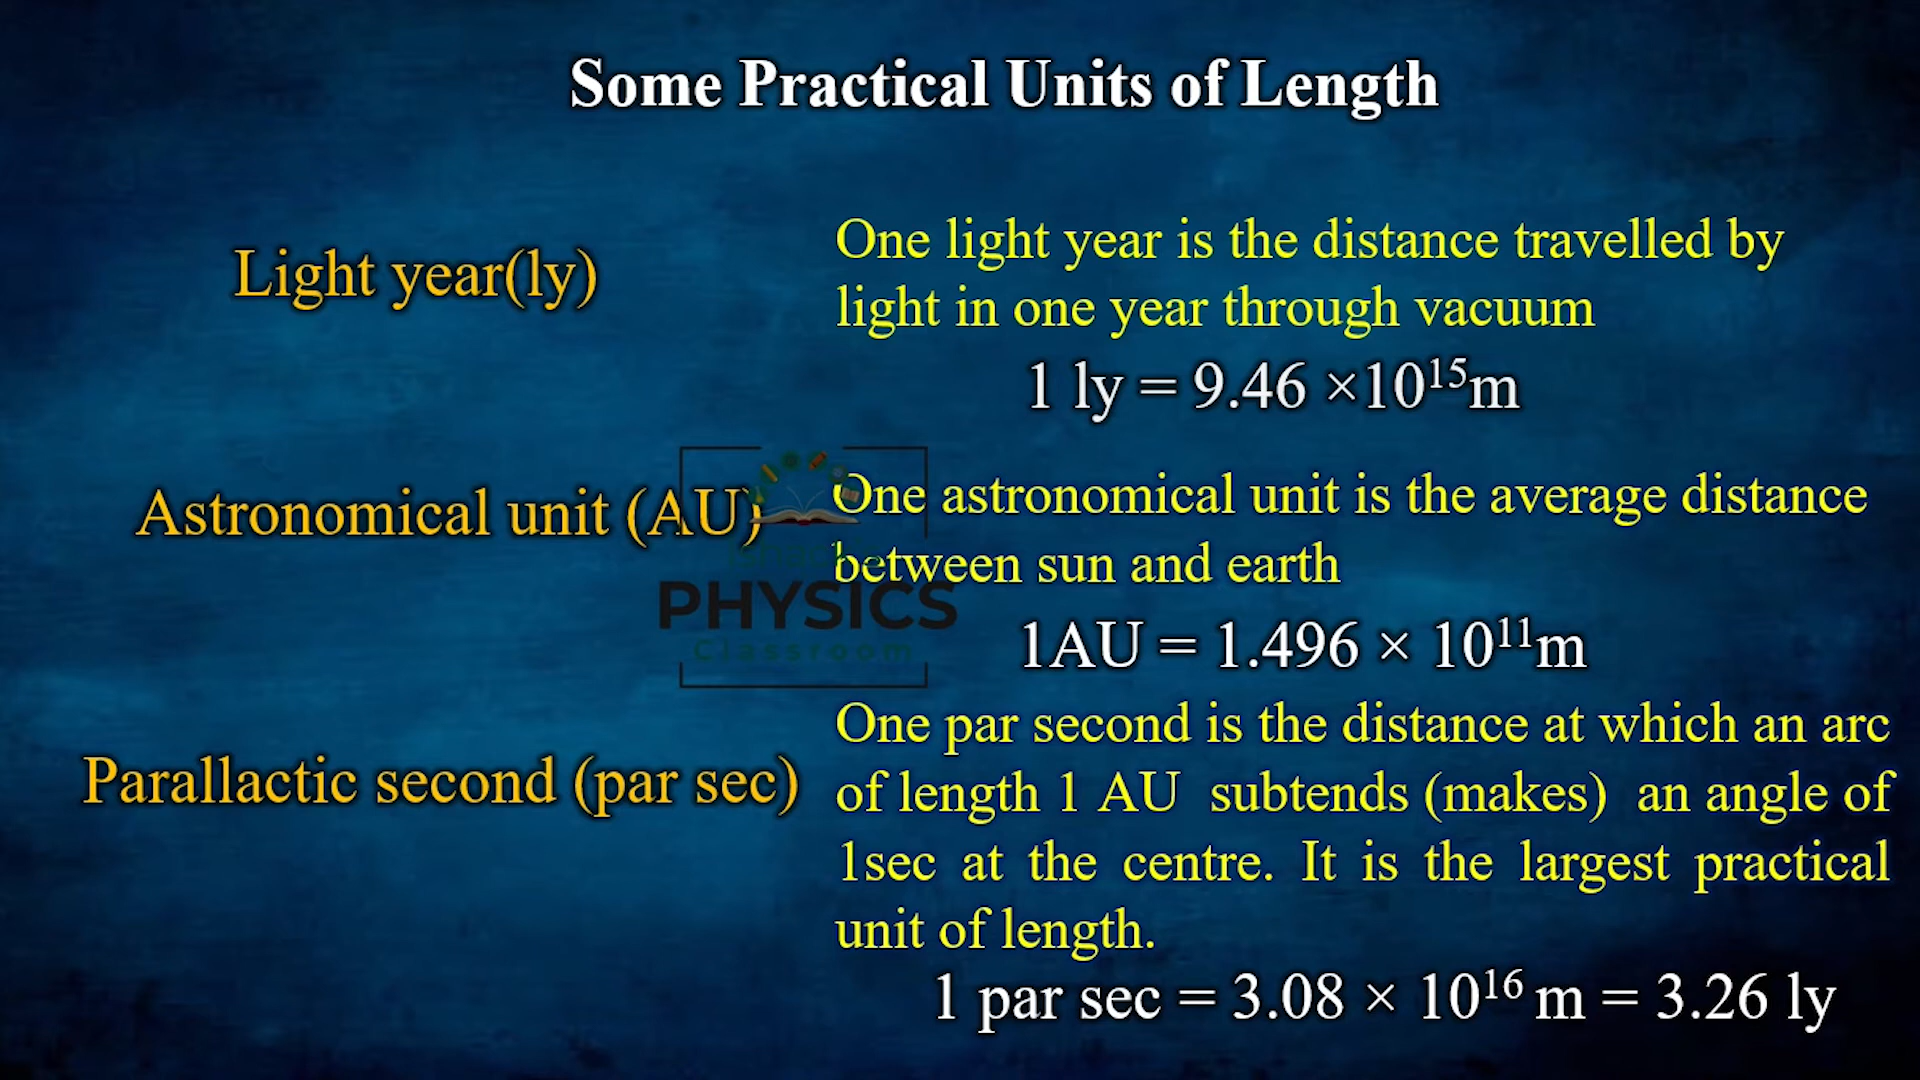 Some Practical Units of Length
Light year(ly)
One light year is the distance travelled by
light in one year through vacuum
1 ly = 9.46 ×10¹⁵m
Astronomical unit (AU)
One astronomical unit is the average distance
between sun and earth
1AU = 1.496 × 10¹¹m
PHYSICS
Classroom
Parallactic second (par sec)
One par second is the distance at which an arc
of length 1 AU subtends (makes) an angle of
1sec at the centre. It is the largest practical
unit of length.
1 par sec = 3.08 × 10¹⁶ m = 3.26 ly